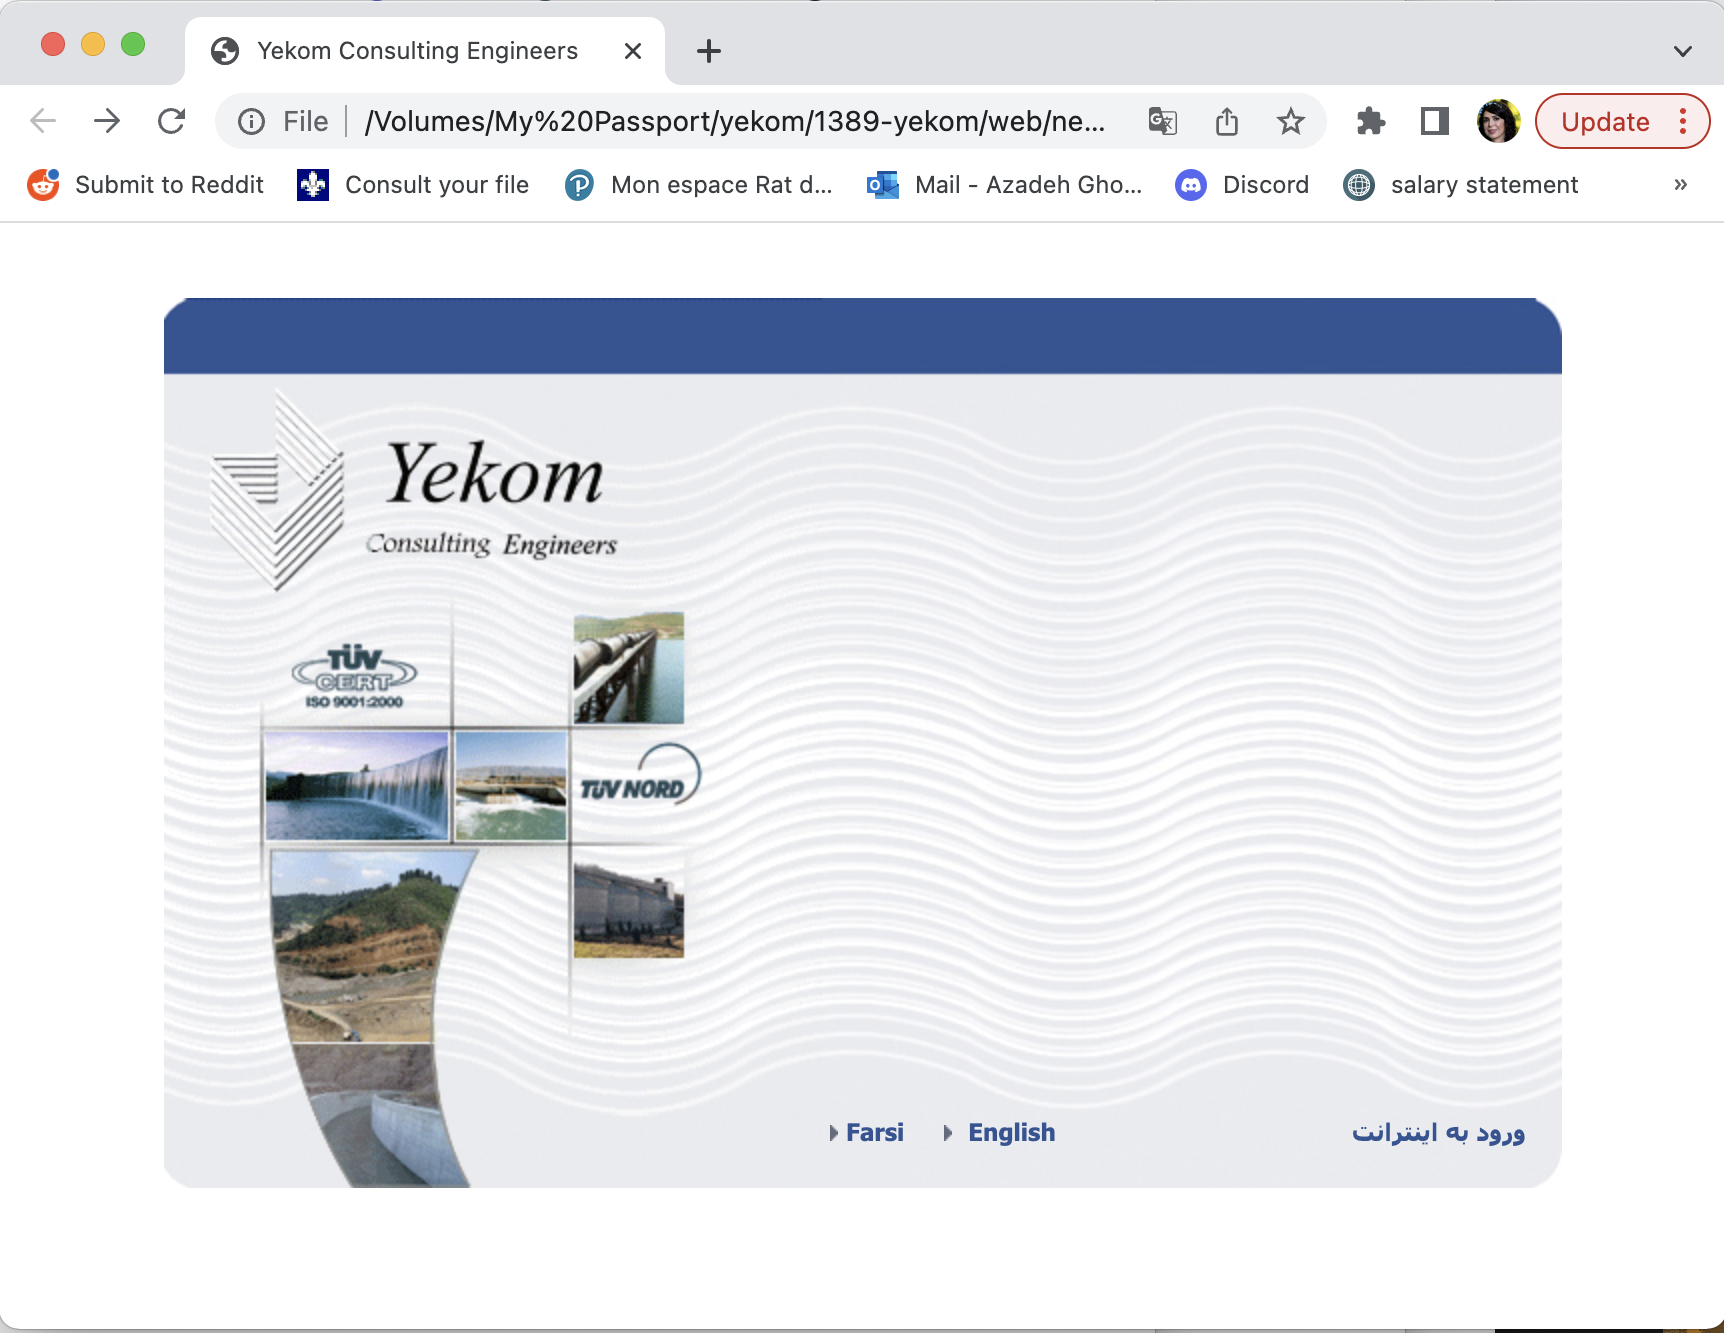 Yekom Consulting Engineers
File
/Volumes/My%20Passport/yekom/1389-yekom/web/ne...
Update
Submit to Reddit
Consult your file
Mon espace Rat d...
Mail - Azadeh Gho...
Discord
salary statement
»
Yekom
Consulting Engineers
TÜV
CERT
ISO 9001:2000
TÜV NORD
Farsi
English
ورود به اینترانت